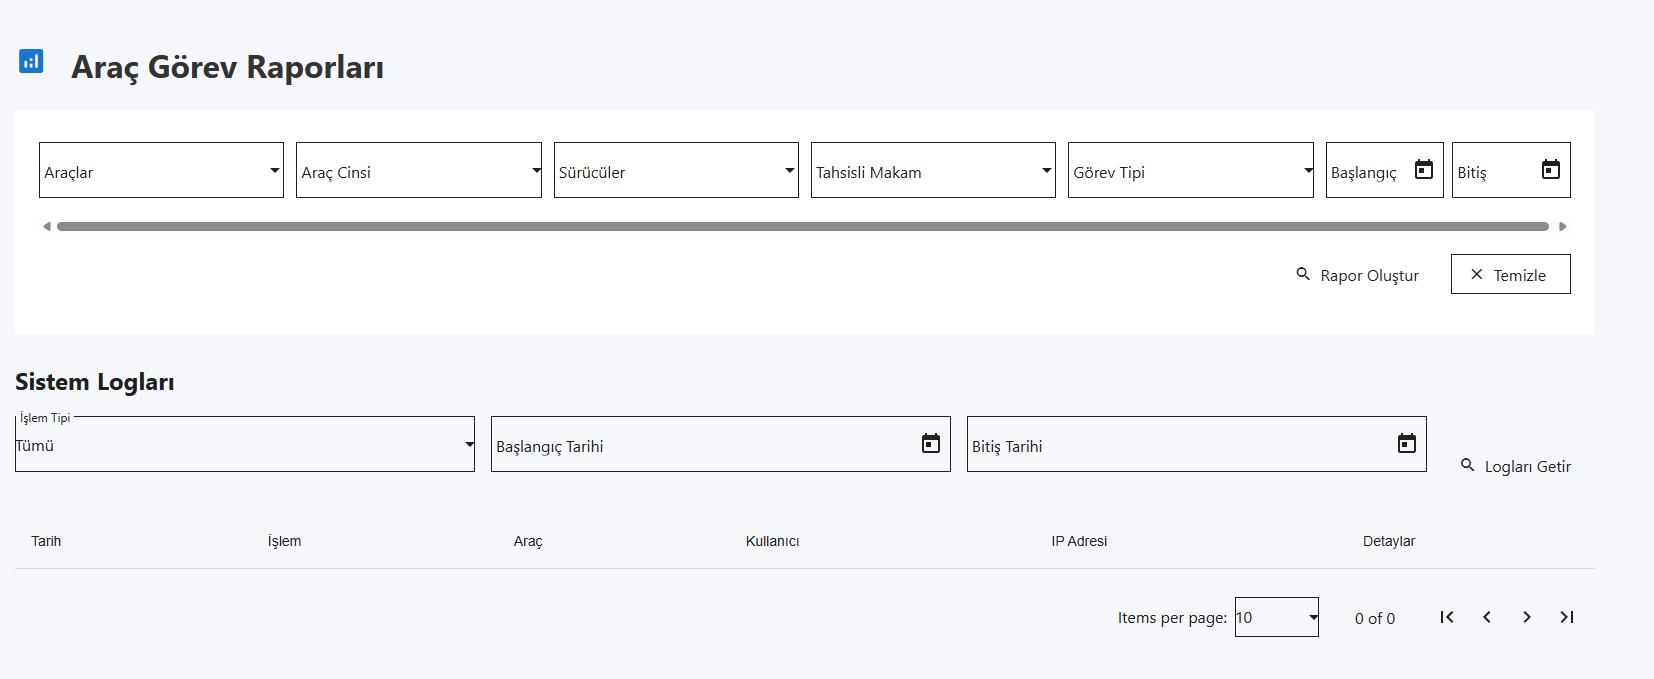 Araç Görev Raporları
Araçlar Araç Cinsi Sürücüler Tahsisli Makam Görev Tipi Başlangıç Bitiş
Rapor Oluştur Temizle
Sistem Logları
İşlem Tipi
Tümü Başlangıç Tarihi Bitiş Tarihi
Logları Getir
Tarih İşlem Araç Kullanıcı IP Adresi Detaylar
Items per page: 10 0 of 0